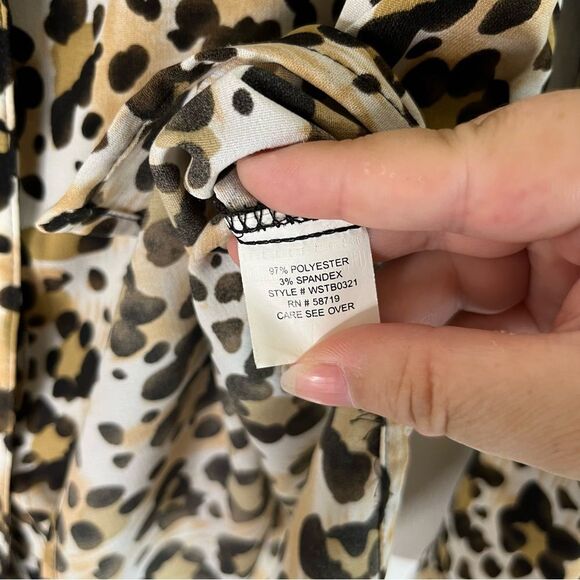 97% POLYESTER
3% SPANDEX
STYLE # WSTB0321
RN # 58719
CARE SEE OVER